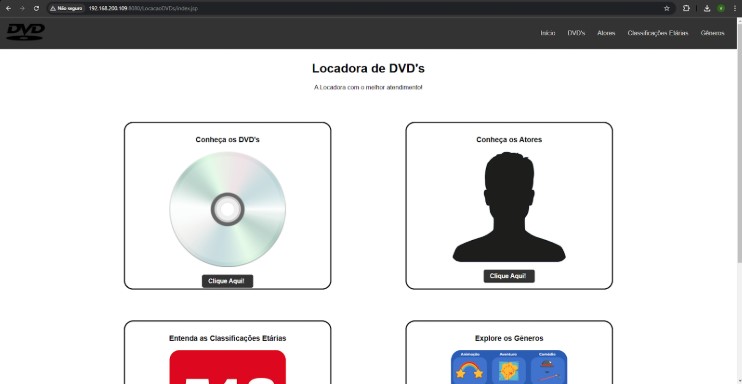 Não seguro 192.168.200.109:8080/LocacaoDVDs/index.jsp
DVD
Início DVD's Atores Classificações Etárias Gêneros
Locadora de DVD's
A Locadora com o melhor atendimento!
Conheça os DVD's
Conheça os Atores
Clique Aqui!
Clique Aqui!
Entenda as Classificações Etárias
Explore os Gêneros
Animação Aventura Comédia